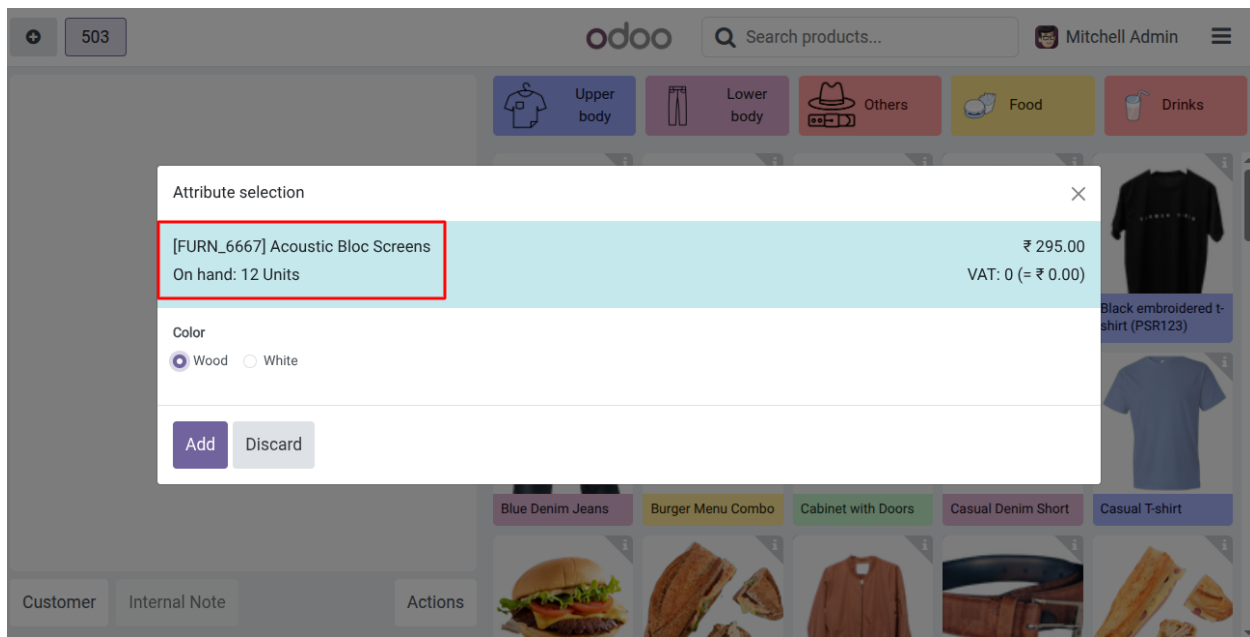 503
odoo
Search products...
Mitchell Admin
Upper
body
Lower
body
Others
Food
Drinks
Attribute selection
[FURN_6667] Acoustic Bloc Screens
₹ 295.00
On hand: 12 Units
VAT: 0 (= ₹ 0.00)
Color
Wood
White
Add
Discard
Black embroidered t-
shirt (PSR123)
Blue Denim Jeans
Burger Menu Combo
Cabinet with Doors
Casual Denim Short
Casual T-shirt
Customer
Internal Note
Actions